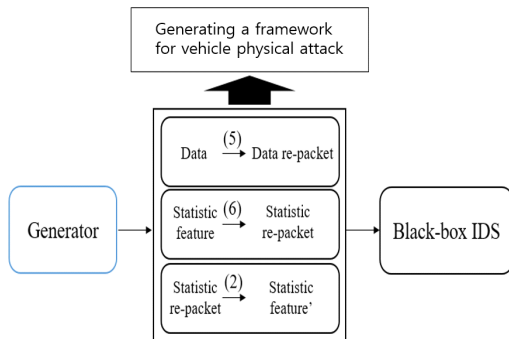 Generating a framework
for vehicle physical attack
(5)
Data → Data re-packet
Generator
Statistic (6) Statistic
feature → re-packet
Black-box IDS
Statistic (2) Statistic
re-packet → feature’